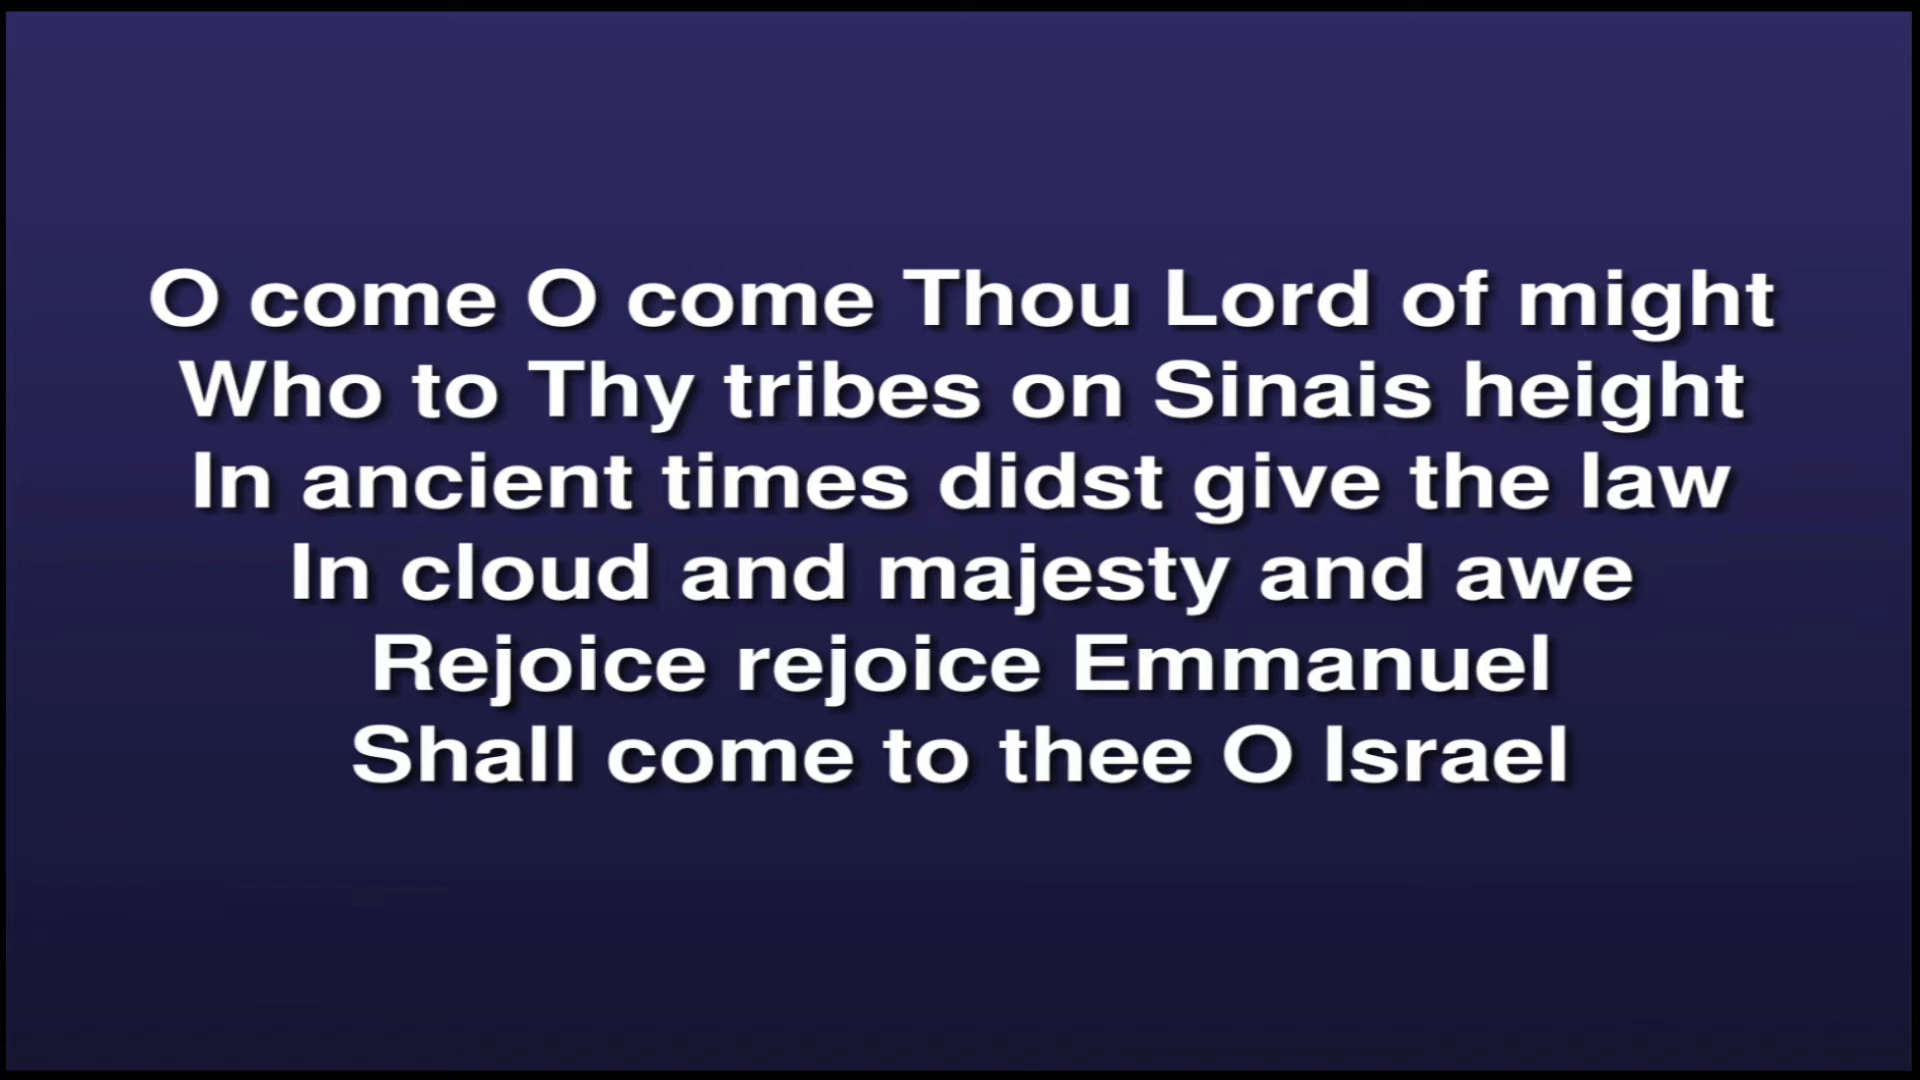 O come O come Thou Lord of might
Who to Thy tribes on Sinais height
In ancient times didst give the law
In cloud and majesty and awe
Rejoice rejoice Emmanuel
Shall come to thee O Israel